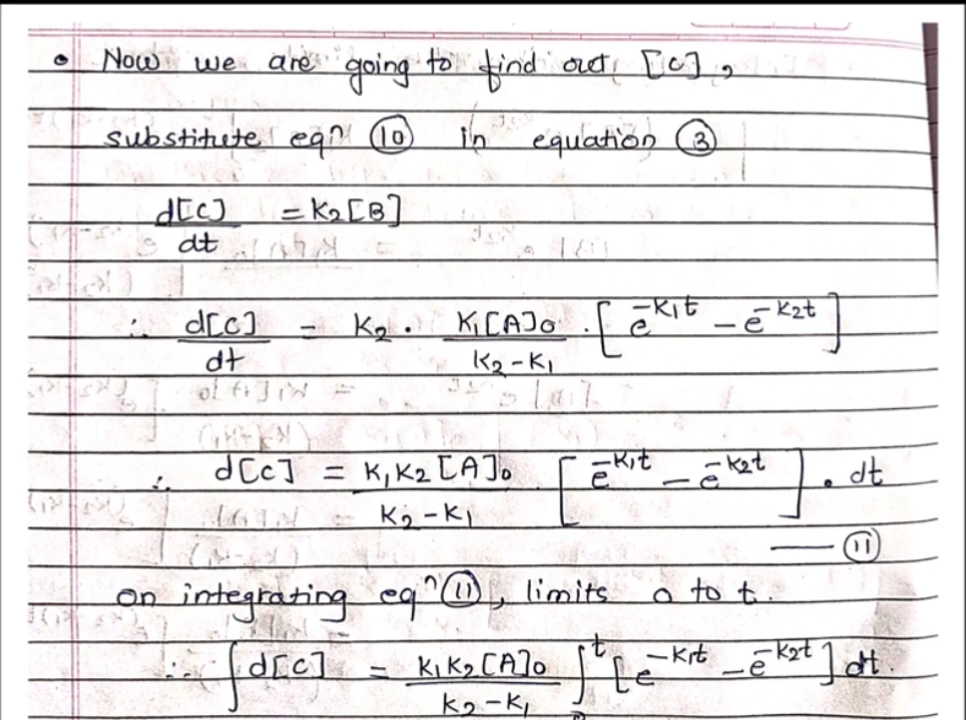 • Now we are going to find out [C],
substitute eqⁿ ⑩ in equation ③
d[C]/dt = K₂[B]
∴ d[C]/dt = K₂ · K₁[A]₀/K₂-K₁ · [e^-K₁t - e^-K₂t]
∴ d[C] = K₁K₂[A]₀/K₂-K₁ [e^-K₁t - e^-K₂t] · dt
— ⑪
on integrating eqⁿ ⑪, limits o to t.
∴ ∫d[C] = K₁K₂[A]₀/K₂-K₁ ∫₀ᵗ [e^-K₁t - e^-K₂t] dt.